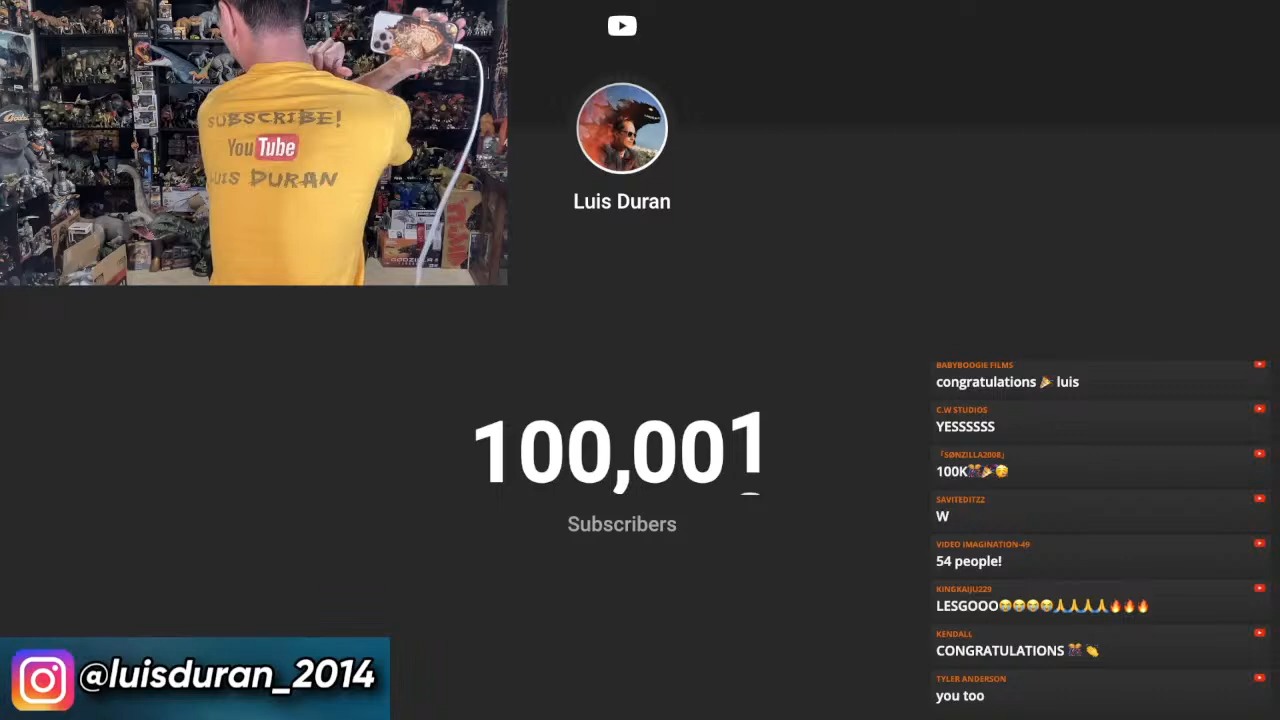 SUBSCRIBE!
YouTube
LUIS DURAN
Luis Duran
100,001
Subscribers
BABYBOOGIE FILMS
congratulations 🎉 luis
C.W STUDIOS
YESSSSSS
「SØNZILLA2008」
100K🎊🎉🥳
SAVITEDITZZ
W
VIDEO IMAGINATION-49
54 people!
KINGKAIJU229
LESGOOO😭😭😭😭🙏🙏🙏🙏🔥🔥🔥
KENDALL
CONGRATULATIONS 🎊 👏
TYLER ANDERSON
you too
@luisduran_2014